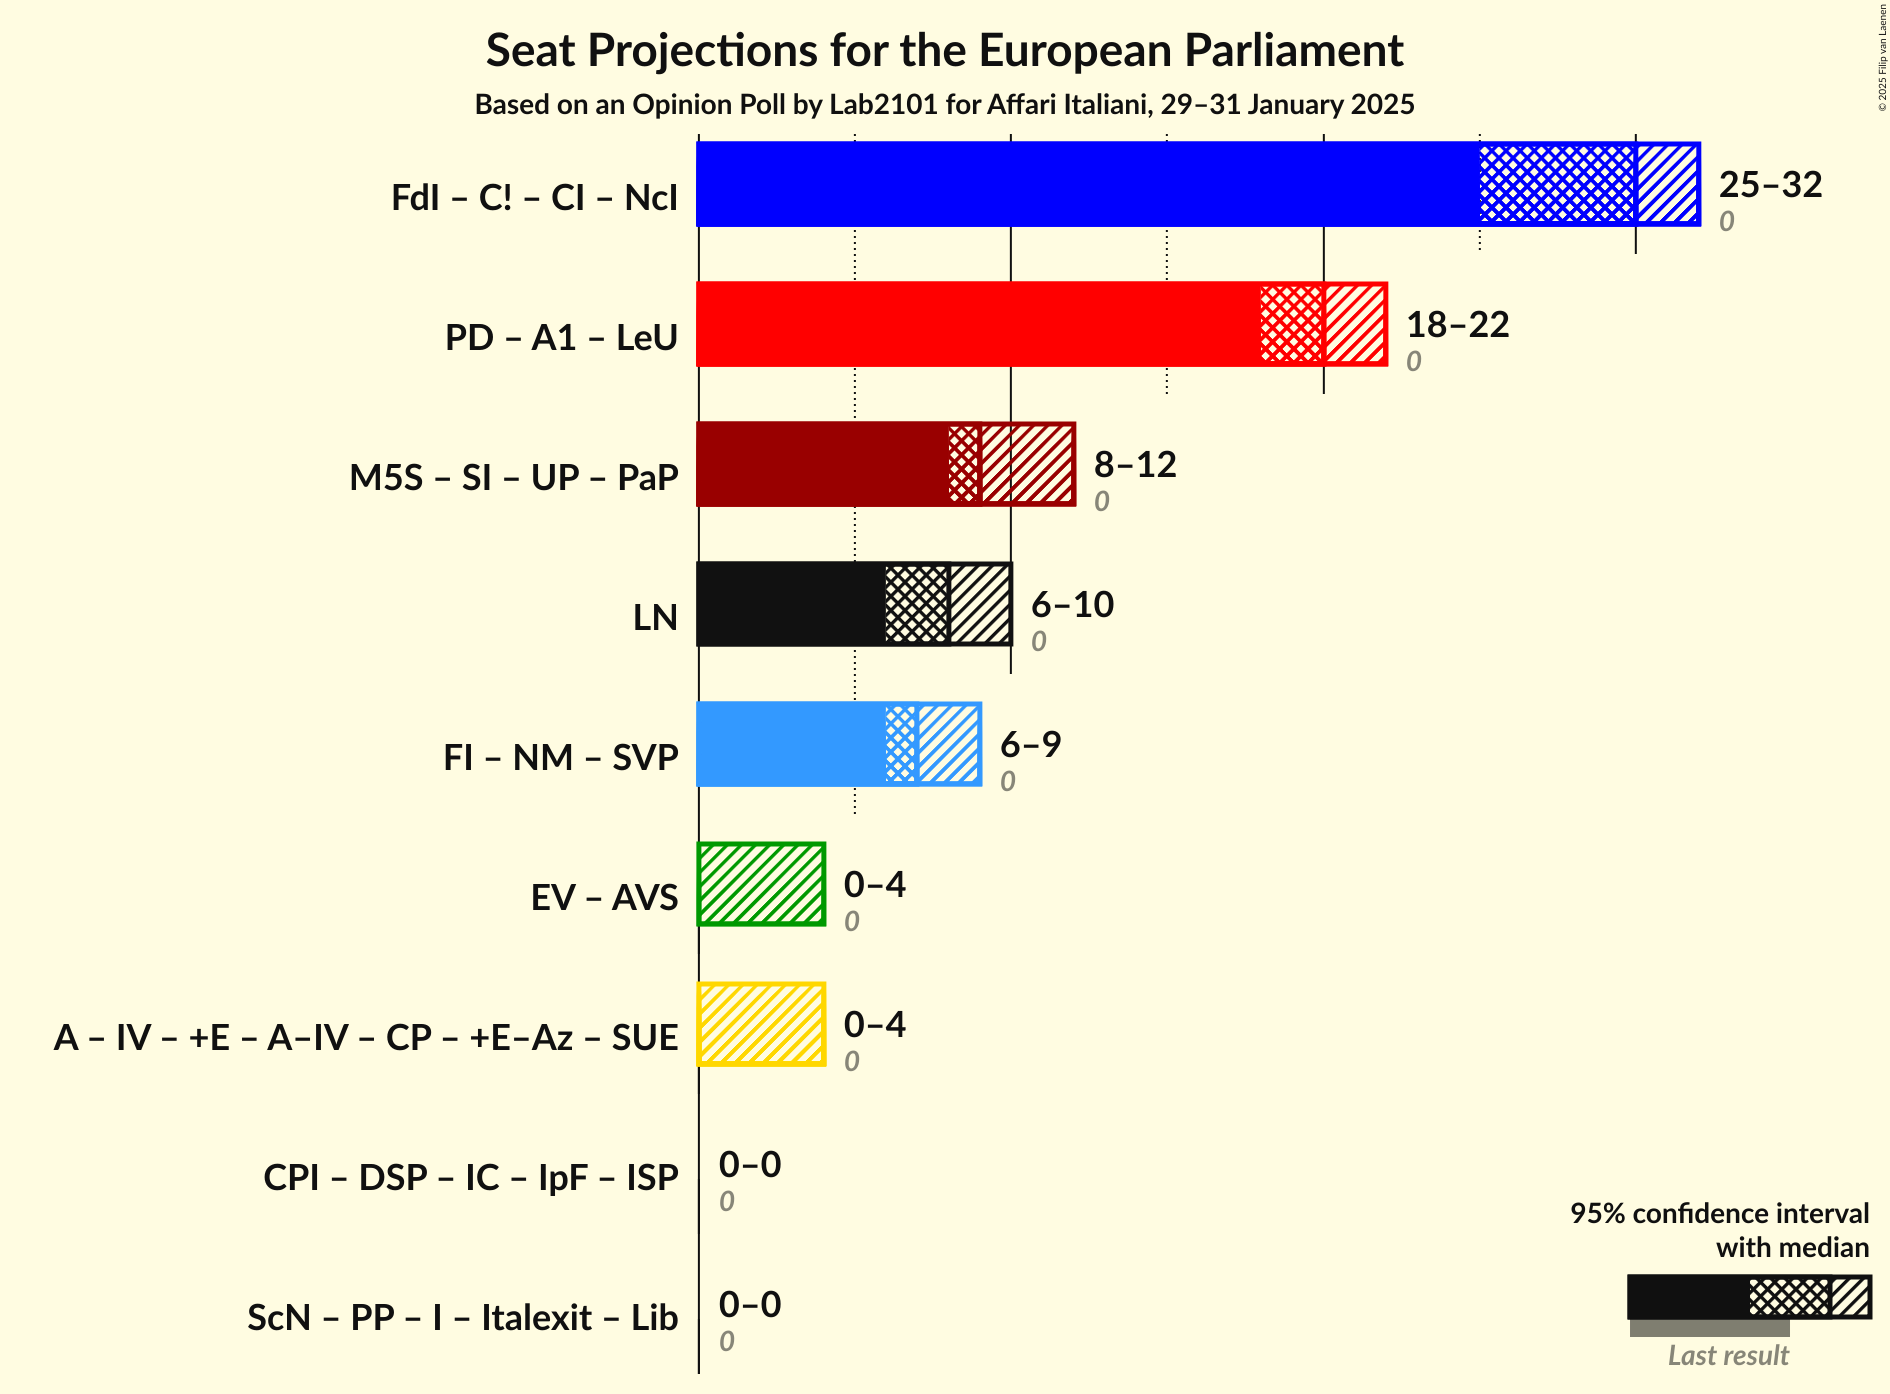 Seat Projections for the European Parliament
Based on an Opinion Poll by Lab2101 for Affari Italiani, 29–31 January 2025
© 2025 Filip van Laenen
FdI – C! – CI – NcI
25–32
0
PD – A1 – LeU
18–22
0
M5S – SI – UP – PaP
8–12
0
LN
6–10
0
FI – NM – SVP
6–9
0
EV – AVS
0–4
0
A – IV – +E – A–IV – CP – +E–Az – SUE
0–4
0
CPI – DSP – IC – IpF – ISP
0–0
0
ScN – PP – I – Italexit – Lib
0–0
0
95% confidence interval
with median
Last result